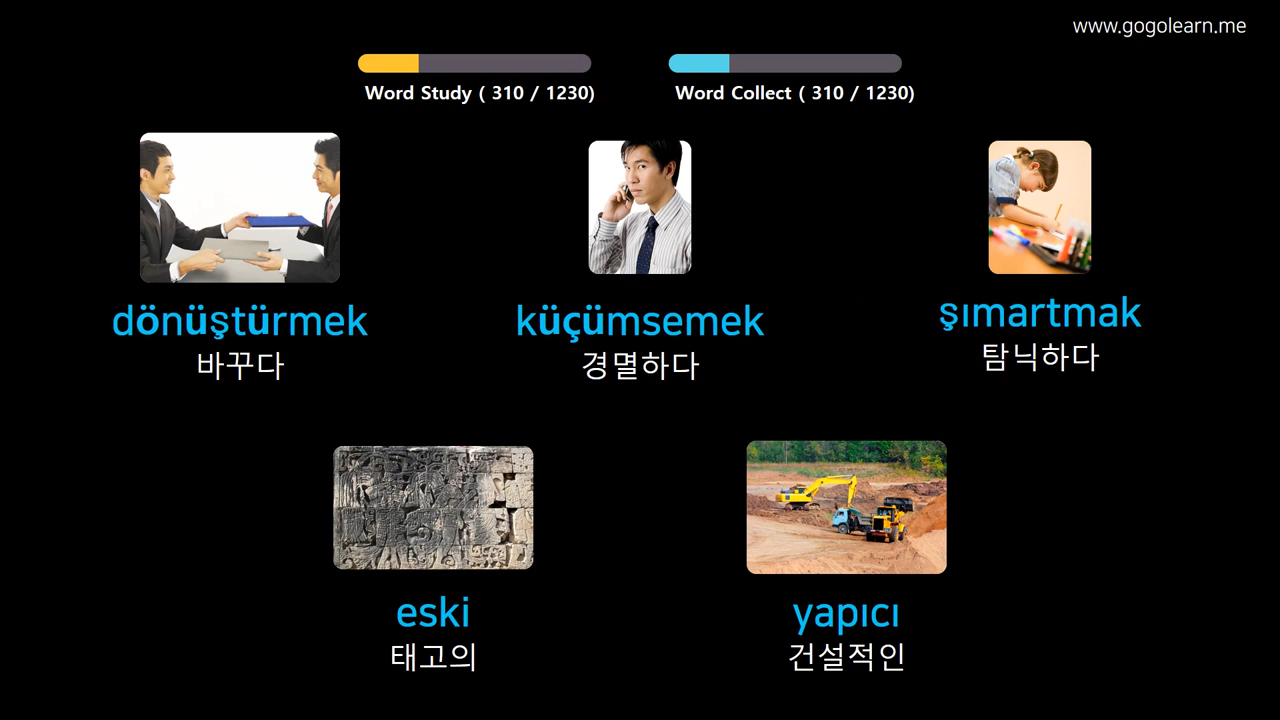 www.gogolearn.me
Word Study ( 310 / 1230)
Word Collect ( 310 / 1230)
dönüştürmek
바꾸다
küçümsemek
경멸하다
şımartmak
탐닉하다
eski
태고의
yapıcı
건설적인